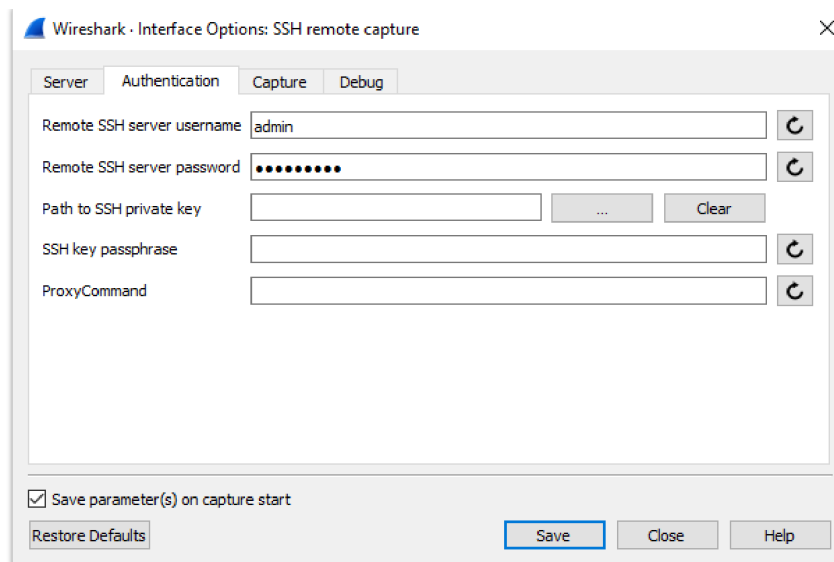 Wireshark · Interface Options: SSH remote capture
Server Authentication Capture Debug
Remote SSH server username admin
Remote SSH server password ●●●●●●●●●
Path to SSH private key ... Clear
SSH key passphrase
ProxyCommand
Save parameter(s) on capture start
Restore Defaults Save Close Help